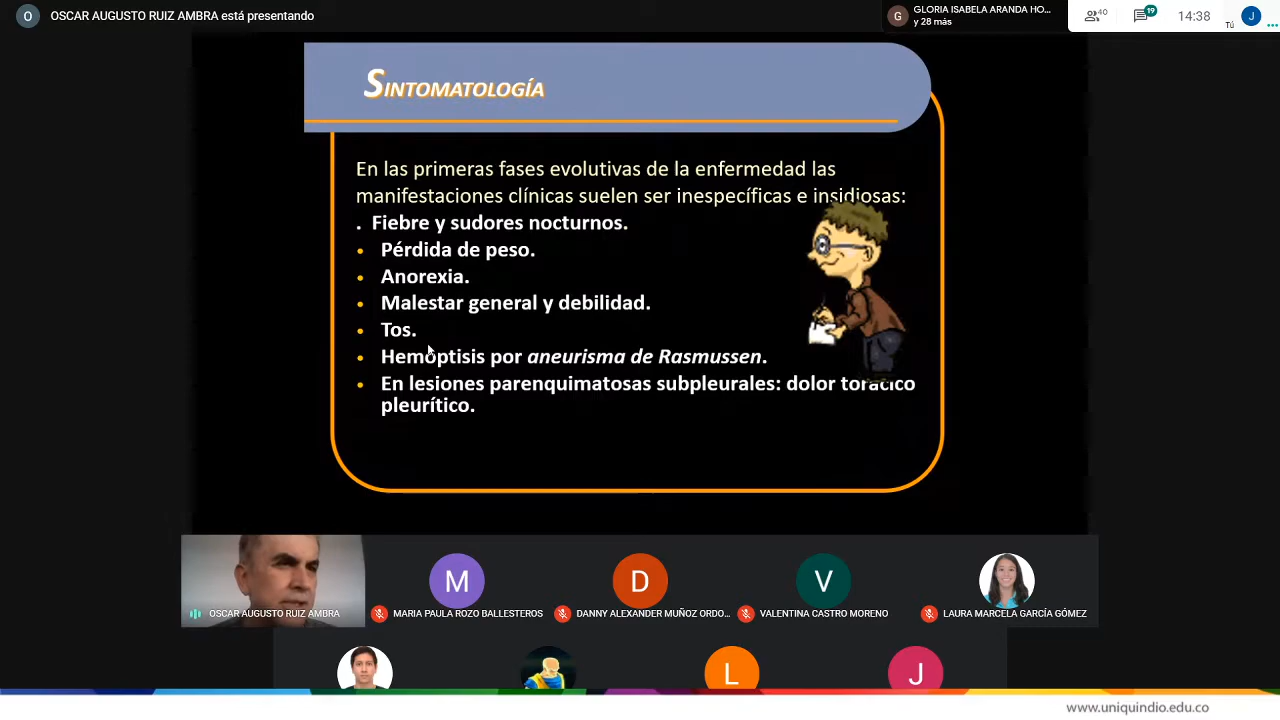 O OSCAR AUGUSTO RUIZ AMBRA está presentando
G GLORIA ISABELA ARANDA HO...
y 28 más
40
19
14:38
Tú
J
SINTOMATOLOGÍA
En las primeras fases evolutivas de la enfermedad las
manifestaciones clínicas suelen ser inespecíficas e insidiosas:
. Fiebre y sudores nocturnos.
• Pérdida de peso.
• Anorexia.
• Malestar general y debilidad.
• Tos.
• Hemoptisis por aneurisma de Rasmussen.
• En lesiones parenquimatosas subpleurales: dolor torácico
pleurítico.
M
D
V
OSCAR AUGUSTO RUIZ AMBRA
MARIA PAULA ROZO BALLESTEROS
DANNY ALEXANDER MUÑOZ ORDO...
VALENTINA CASTRO MORENO
LAURA MARCELA GARCÍA GÓMEZ
L
J
www.uniquindio.edu.co